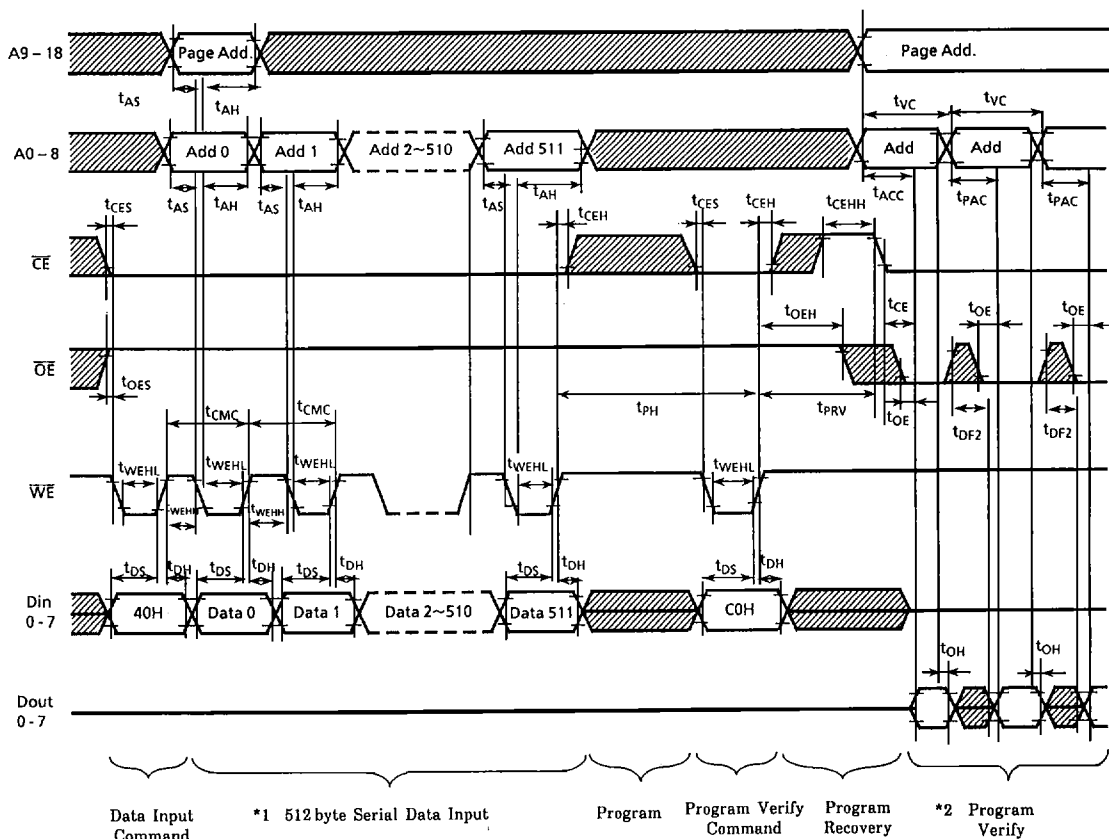 A9-18 Page Add. Page Add.
tAS tAH tVC tVC
A0-8 Add 0 Add 1 Add 2~510 Add 511 Add Add
tAS tAH tAS tAH tAS tAH tACC tPAC tPAC
tCES tCEH tCES tCEH tCEHH
CE
tOEH tCE tOE tOE
OE
tOES tCMC tCMC tPH tPRV tOE tDF2 tDF2
tWEHL tWEHL tWEHL tWEHL tWEHL
WE
tWEHH tWEHH
tDS tDH tDS tDH tDS tDH tDS tDH tDS tDH
Din 0-7 40H Data 0 Data 1 Data 2~510 Data 511 C0H
tOH tOH
Dout 0-7
Data Input Command
*1 512 byte Serial Data Input
Program
Program Verify Command
Program Recovery
*2 Program Verify